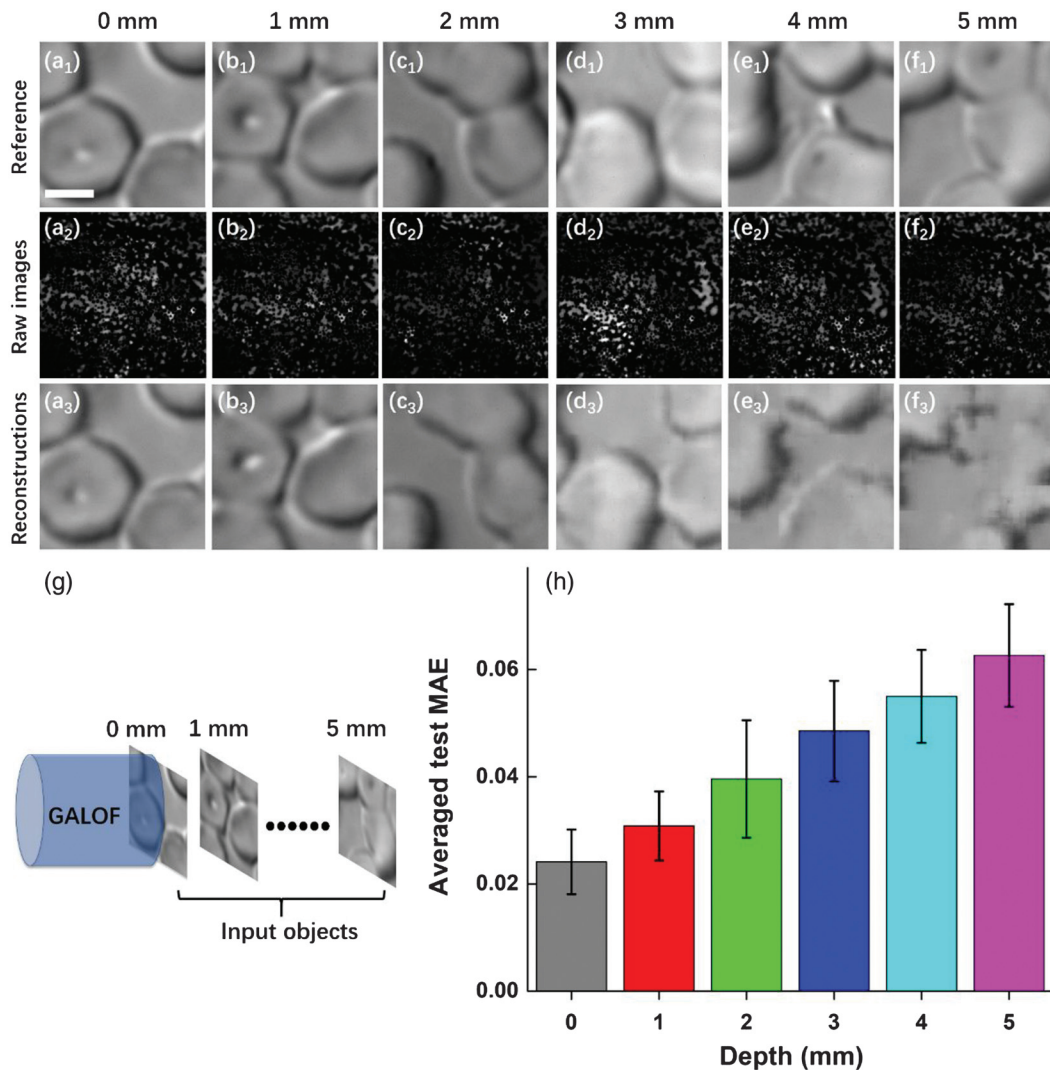 0 mm 1 mm 2 mm 3 mm 4 mm 5 mm
Reference
(a₁) (b₁) (c₁) (d₁) (e₁) (f₁)
Raw images
(a₂) (b₂) (c₂) (d₂) (e₂) (f₂)
Reconstructions
(a₃) (b₃) (c₃) (d₃) (e₃) (f₃)
(g)
0 mm 1 mm 5 mm
GALOF
Input objects
(h)
Averaged test MAE
0.06
0.04
0.02
0.00
0 1 2 3 4 5
Depth (mm)